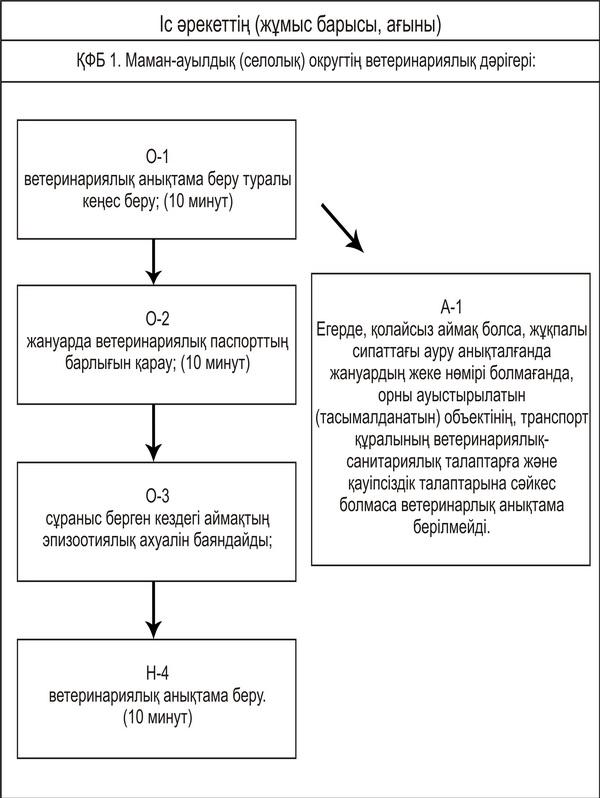 Іс әрекеттің (жұмыс барысы, ағыны)
ҚФБ 1. Маман-ауылдық (селолық) округтің ветеринариялық дәрігері:
О-1
ветеринариялық анықтама беру туралы
кеңес беру; (10 минут)
О-2
жануарда ветеринариялық паспорттың
барлығын қарау; (10 минут)
О-3
сұраныс берген кездегі аймақтың
эпизоотиялық ахуалін баяндайды;
Н-4
ветеринариялық анықтама беру.
(10 минут)
А-1
Егерде, қолайсыз аймақ болса, жұқпалы
сипаттағы ауру анықталғанда
жануардың жеке нөмірі болмағанда,
орны ауыстырылатын
(тасымалданатын) объектінің, транспорт
құралының ветеринариялық-
санитариялық талаптарға және
қауіпсіздік талаптарына сәйкес
болмаса ветеринарлық анықтама
берілмейді.